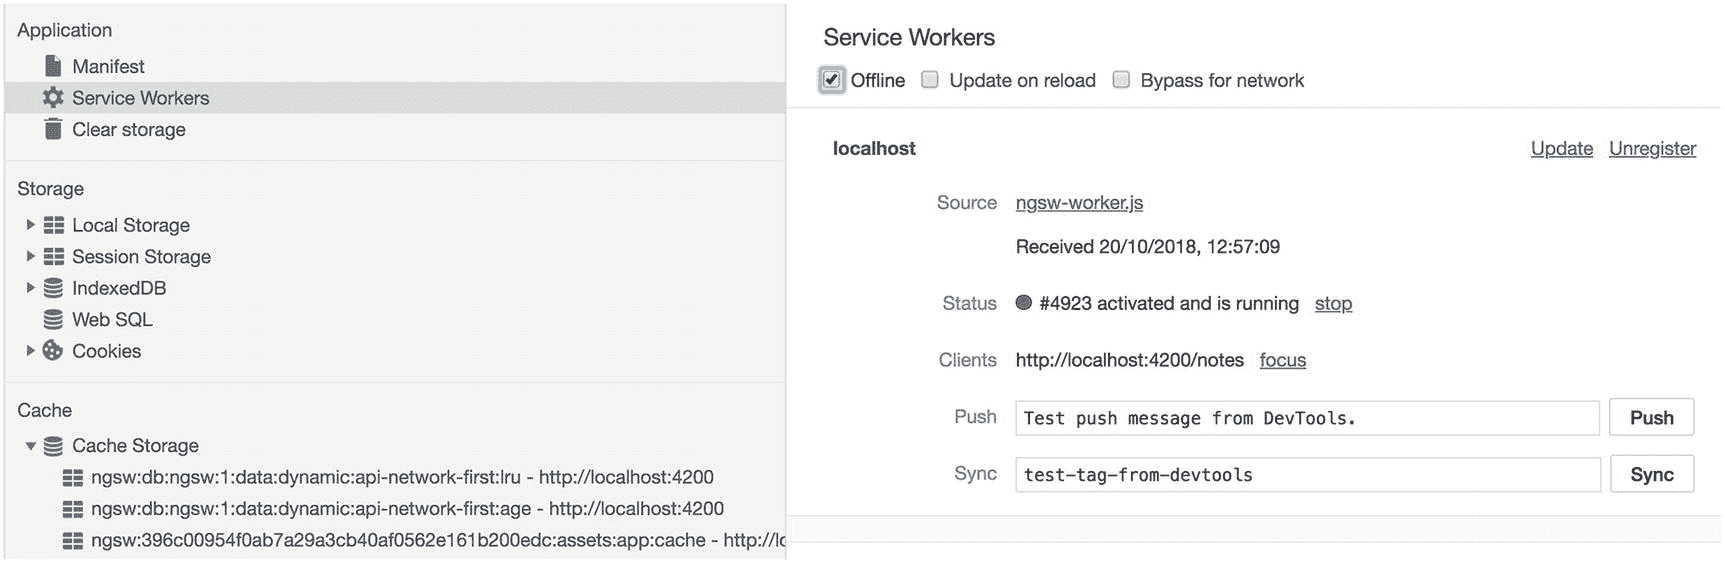 Application
Manifest
Service Workers
Clear storage
Storage
Local Storage
Session Storage
IndexedDB
Web SQL
Cookies
Cache
Cache Storage
ngsw:db:ngsw:1:data:dynamic:api-network-first:lru - http://localhost:4200
ngsw:db:ngsw:1:data:dynamic:api-network-first:age - http://localhost:4200
ngsw:396c00954f0ab7a29a3cb40af0562e161b200edc:assets:app:cache - http://lo
Service Workers
Offline Update on reload Bypass for network
localhost Update Unregister
Source ngsw-worker.js
Received 20/10/2018, 12:57:09
Status #4923 activated and is running stop
Clients http://localhost:4200/notes focus
Push Test push message from DevTools. Push
Sync test-tag-from-devtools Sync